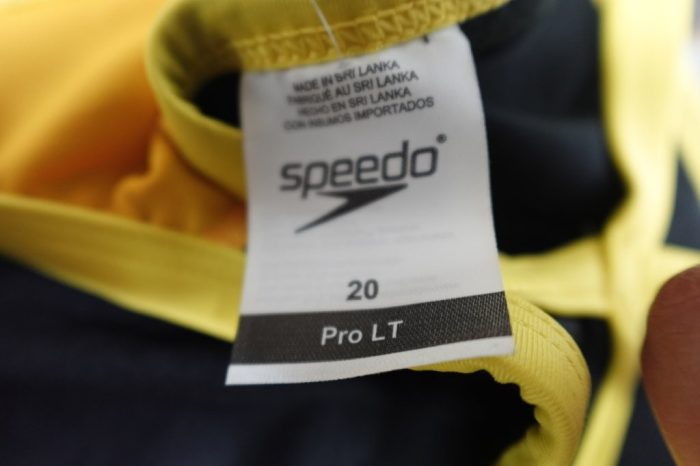 MADE IN SRI LANKA
FABRIQUÉ AU SRI LANKA
HECHO EN SRI LANKA
CON INSUMOS IMPORTADOS
speedo®
20
Pro LT